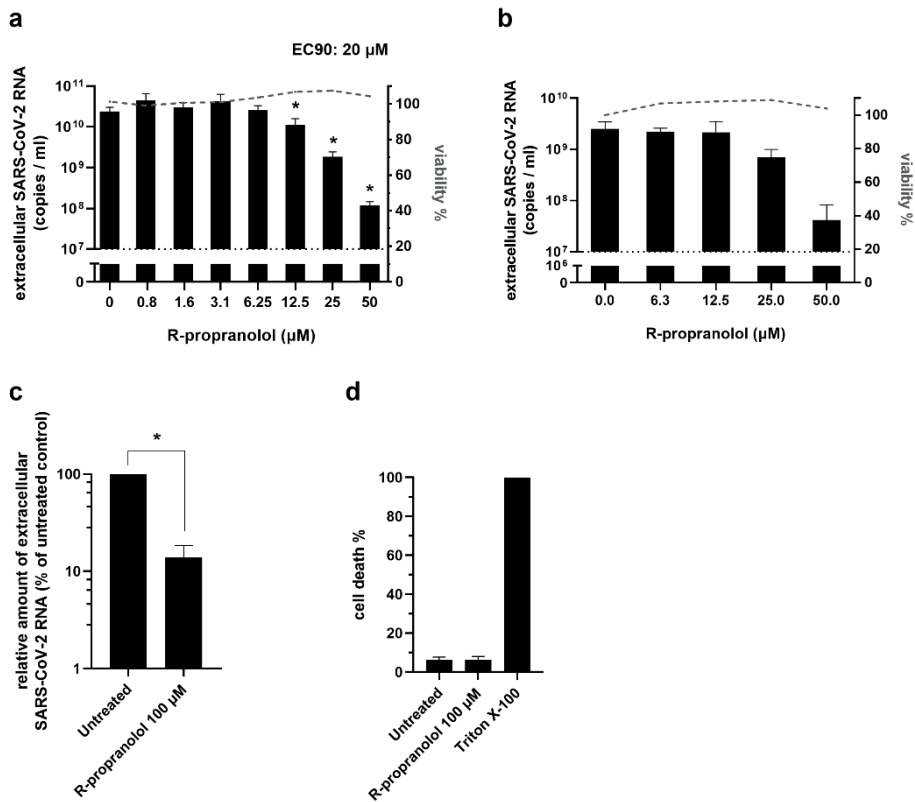 a
EC90: 20 µM
extracellular SARS-CoV-2 RNA
(copies / ml)
10¹¹
10¹⁰
10⁹
10⁸
10⁷
0
* * *
100
80
60
40
20
10
0
viability %
0 0.8 1.6 3.1 6.25 12.5 25 50
R-propranolol (µM)
b
extracellular SARS-CoV-2 RNA
(copies / ml)
10¹⁰
10⁹
10⁸
10⁷
10⁶
0
100
80
60
40
20
0
viability %
0.0 6.3 12.5 25.0 50.0
R-propranolol (µM)
c
relative amount of extracellular
SARS-CoV-2 RNA (% of untreated control)
100
10
1
*
Untreated
R-propranolol 100 µM
d
cell death %
100
80
60
40
20
10
0
Untreated
R-propranolol 100 µM
Triton X-100